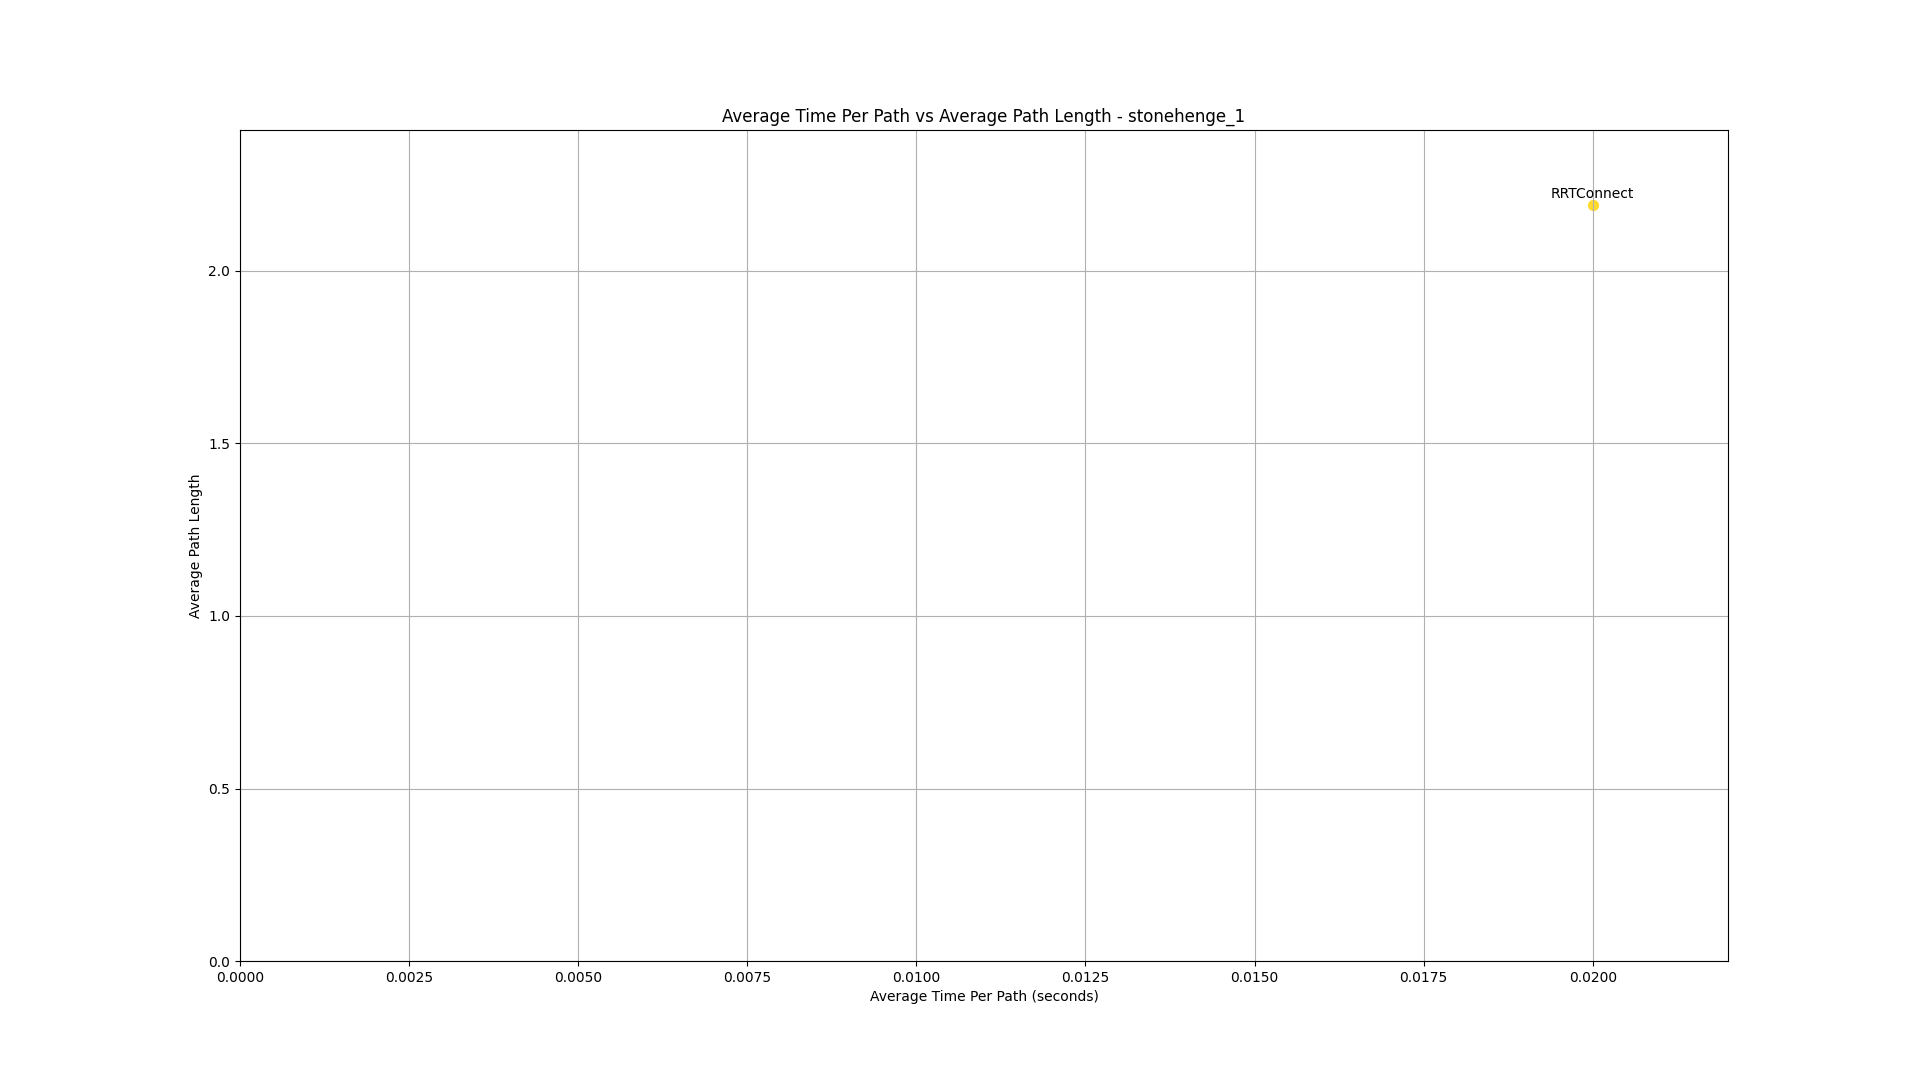 Average Time Per Path vs Average Path Length - stonehenge_1
RRTConnect
2.0
1.5
1.0
0.5
0.0
Average Path Length
0.0000 0.0025 0.0050 0.0075 0.0100 0.0125 0.0150 0.0175 0.0200
Average Time Per Path (seconds)